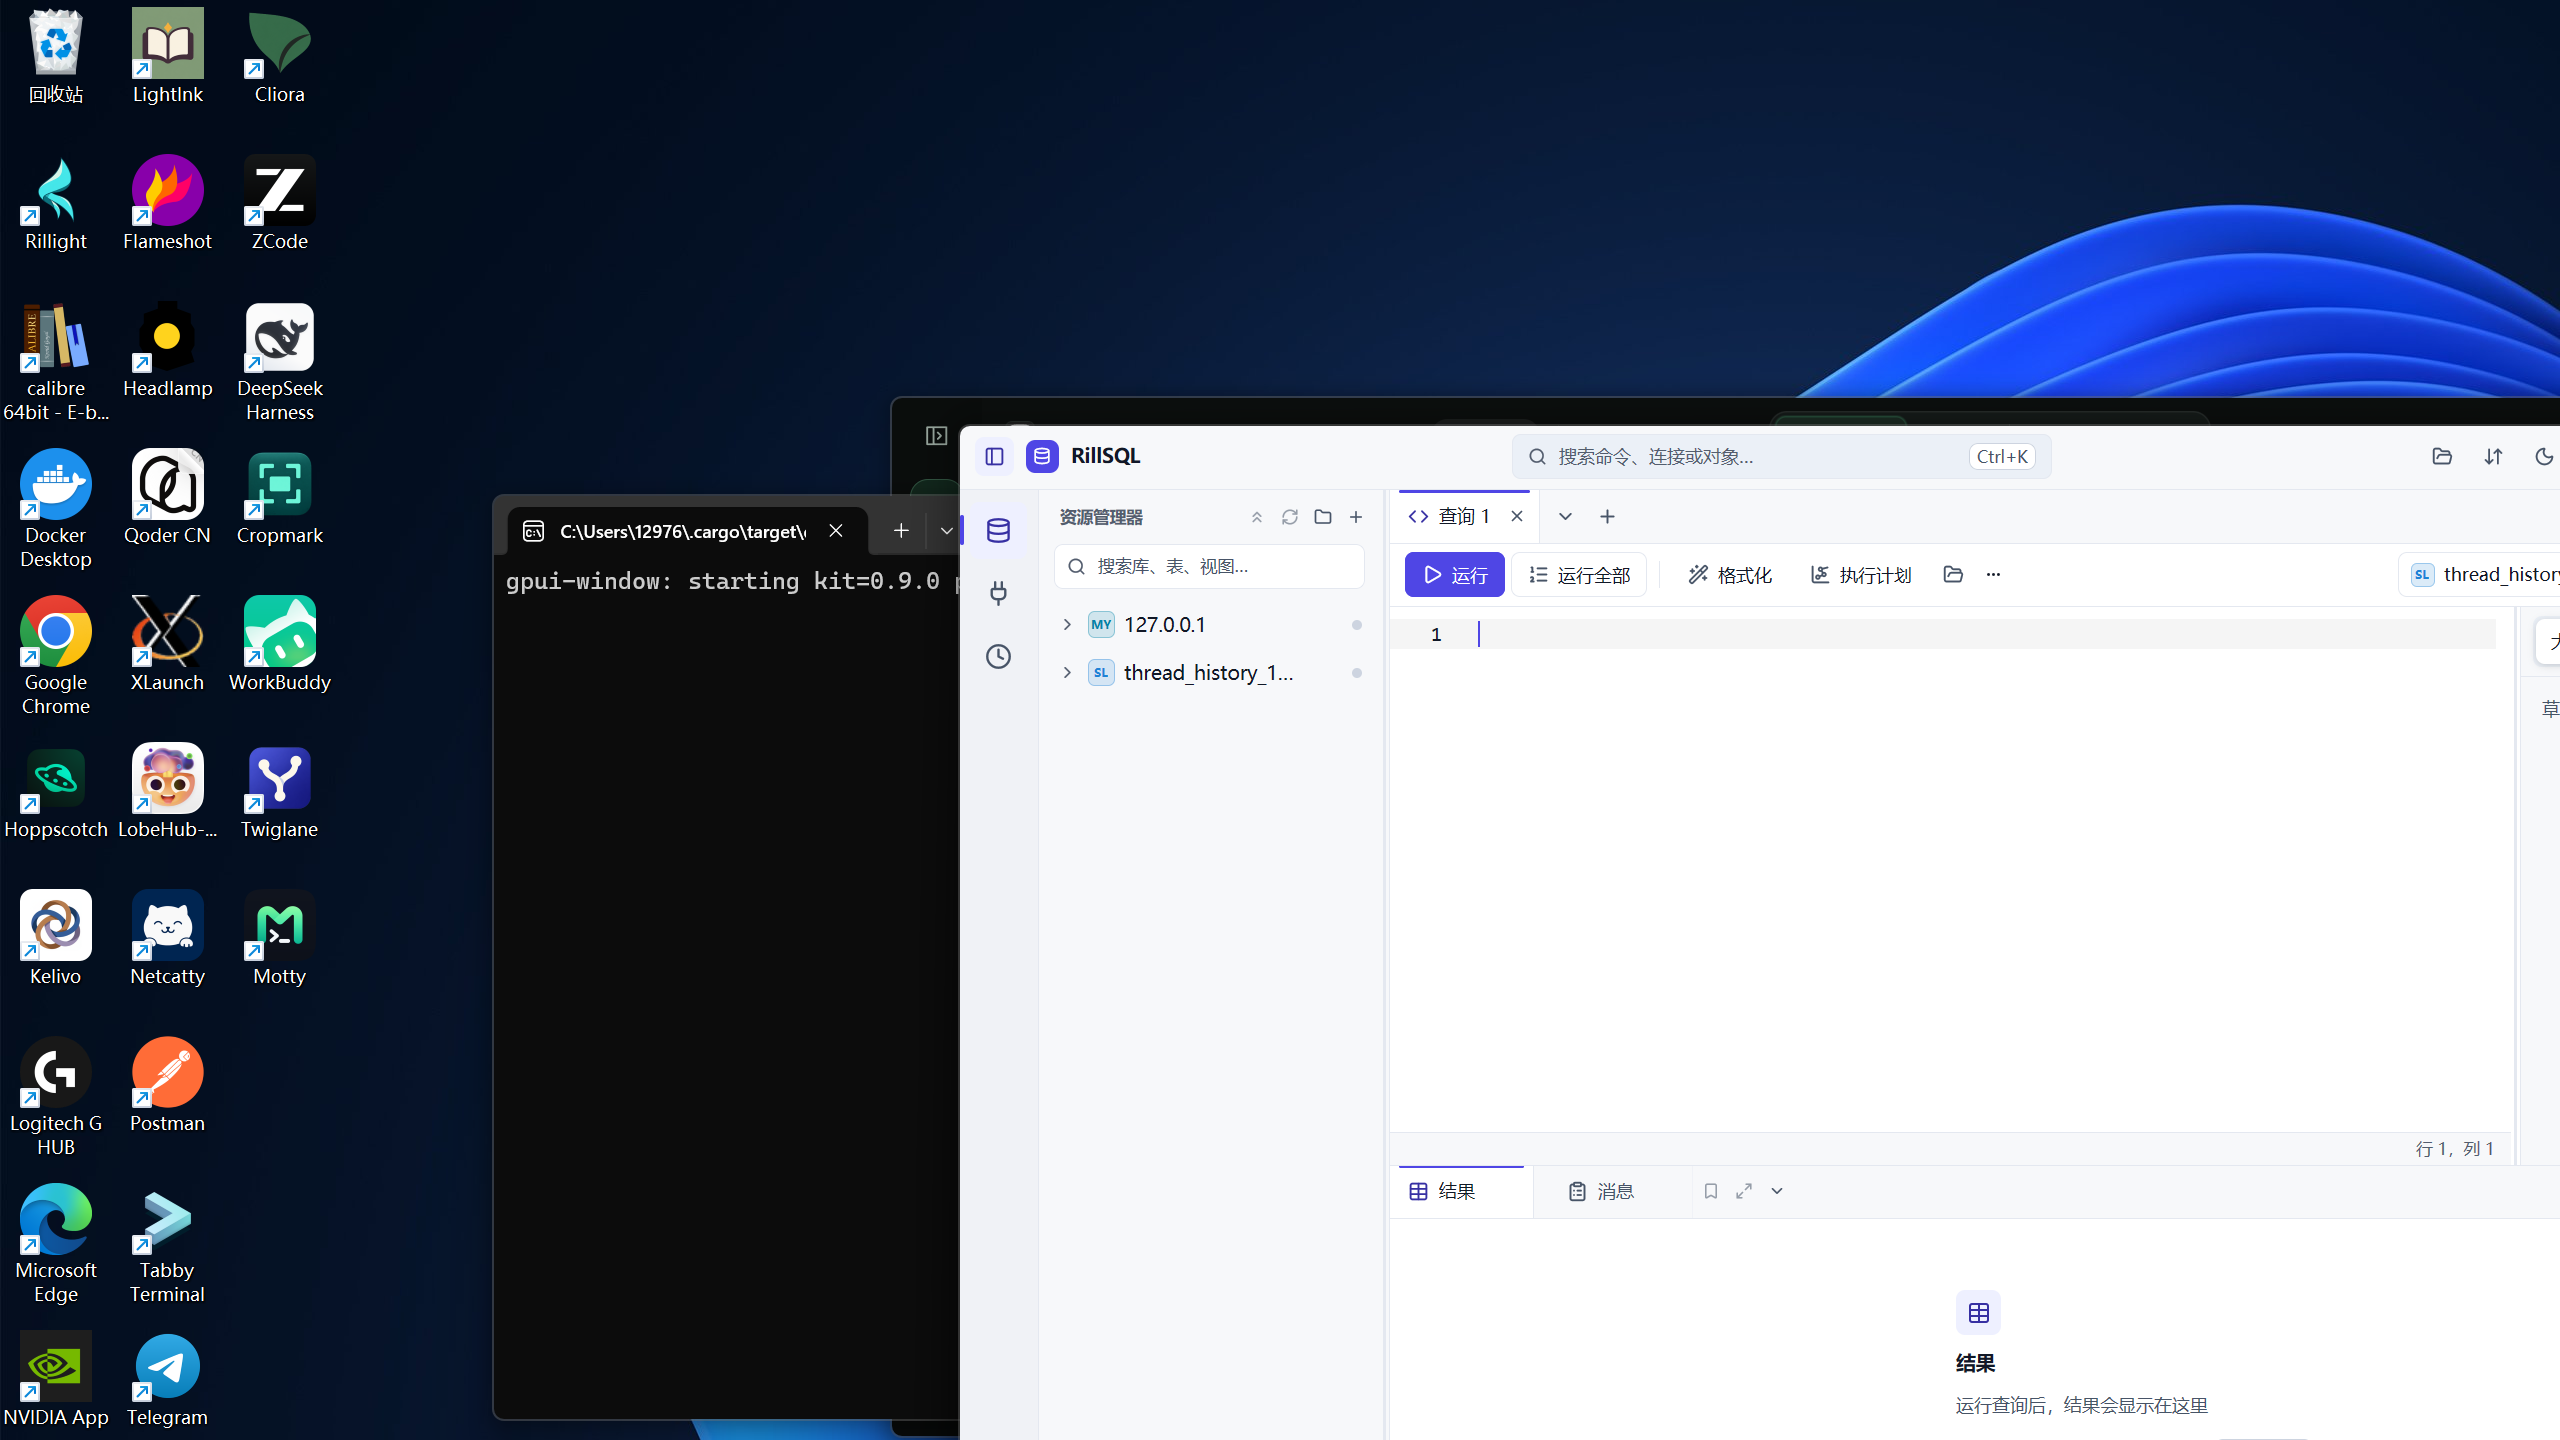 回收站
LightInk
Cliora
Rillight
Flameshot
ZCode
calibre
64bit - E-b...
Headlamp
DeepSeek
Harness
Docker
Desktop
Qoder CN
Cropmark
Google
Chrome
XLaunch
WorkBuddy
Hoppscotch
LobeHub-...
Twiglane
Kelivo
Netcatty
Motty
Logitech G
HUB
Postman
Microsoft
Edge
Tabby
Terminal
NVIDIA App
Telegram
C:\Users\12976\.cargo\target\
gpui-window: starting kit=0.9.0
RillSQL
搜索命令、连接或对象...
Ctrl+K
资源管理器
搜索库、表、视图...
MY 127.0.0.1
SL thread_history_1...
查询 1
运行
运行全部
格式化
执行计划
SL thread_history
1
草
行 1，列 1
结果
消息
结果
运行查询后，结果会显示在这里